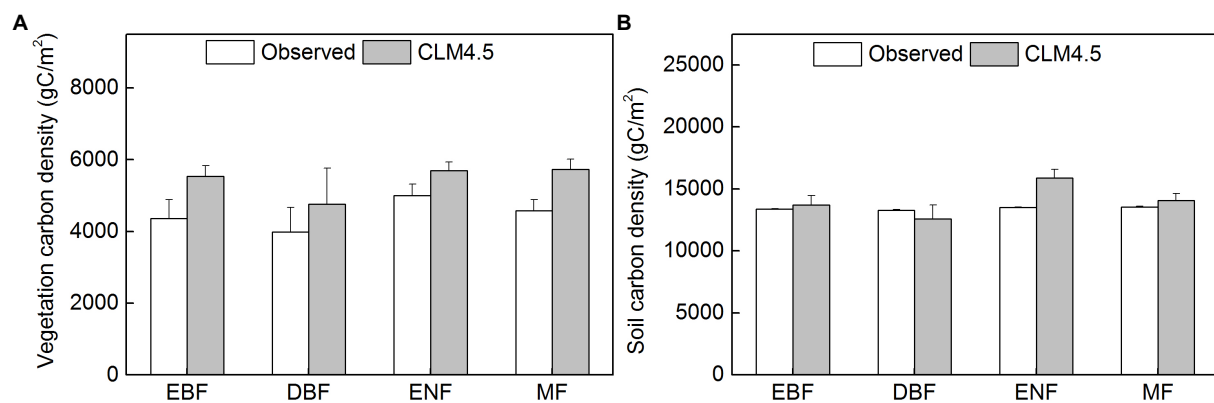 A
Observed
CLM4.5
Vegetation carbon density (gC/m²)
8000
6000
4000
2000
0
EBF
DBF
ENF
MF
B
Observed
CLM4.5
Soil carbon density (gC/m²)
25000
20000
15000
10000
5000
0
EBF
DBF
ENF
MF